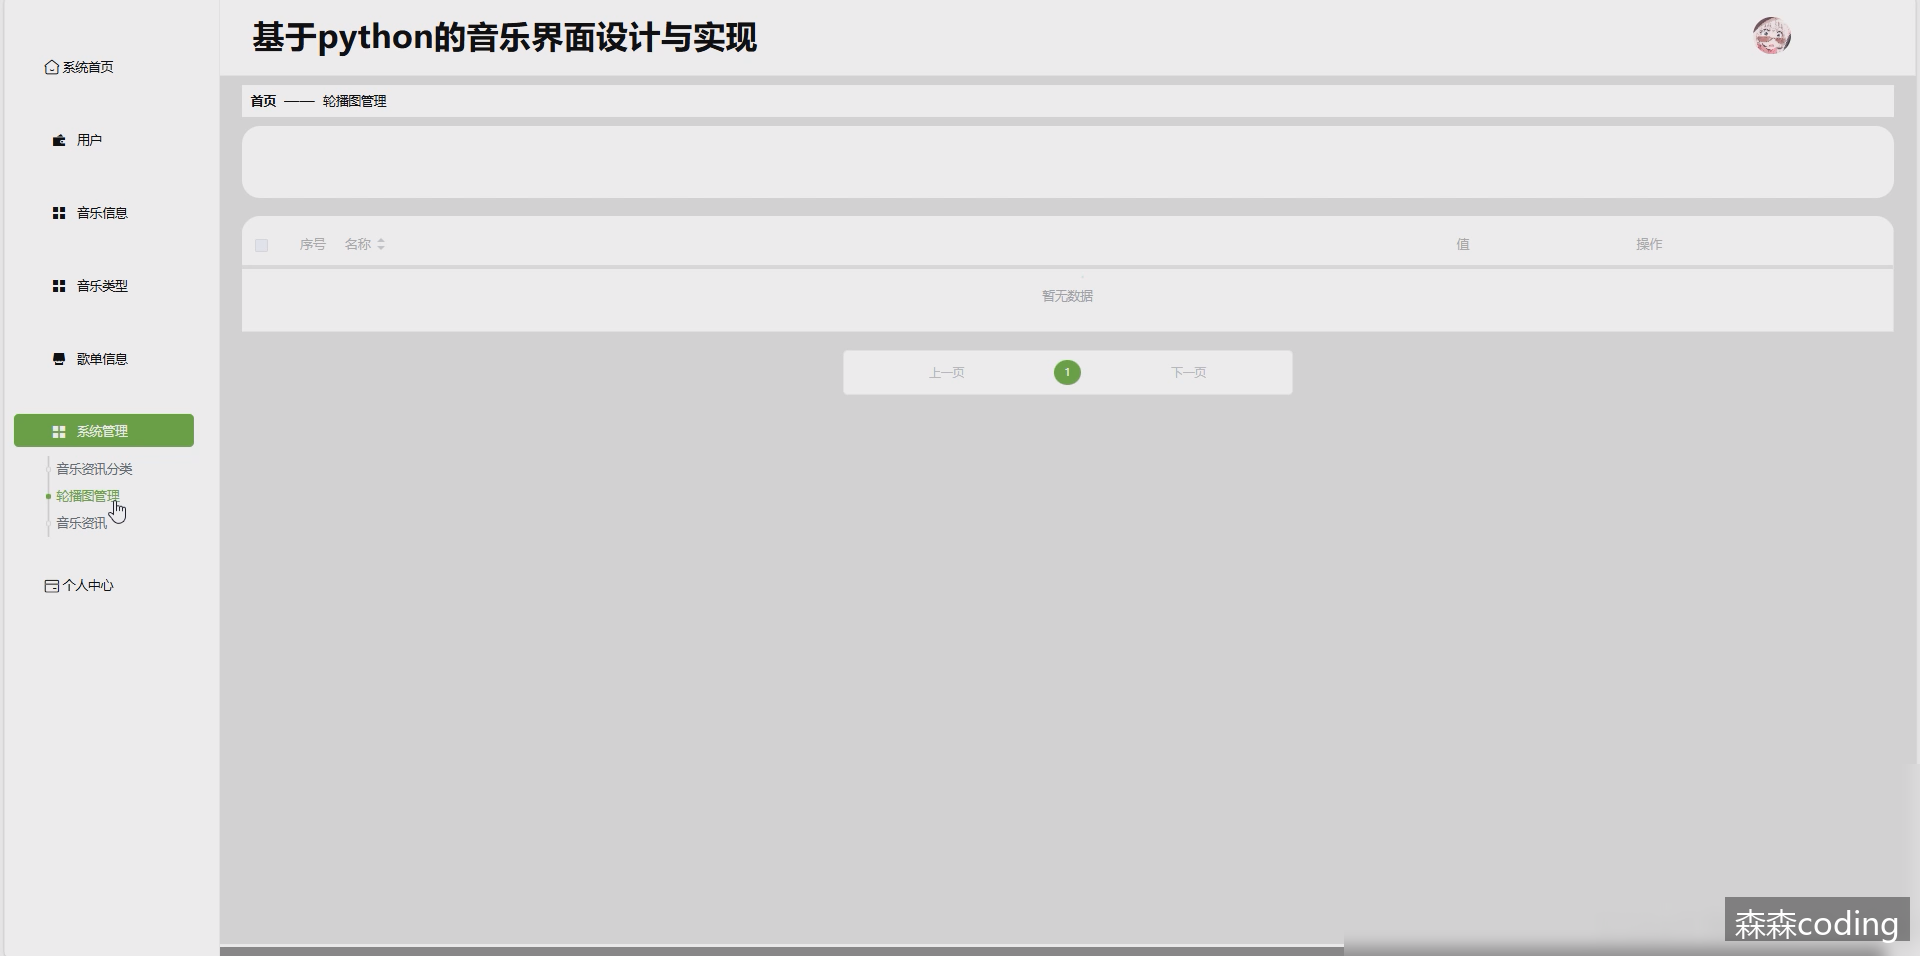 基于python的音乐界面设计与实现
系统首页
用户
音乐信息
音乐类型
歌单信息
系统管理
音乐资讯分类
轮播图管理
音乐资讯
个人中心
首页 —— 轮播图管理
序号 名称 值 操作
暂无数据
上一页 1 下一页
森森coding